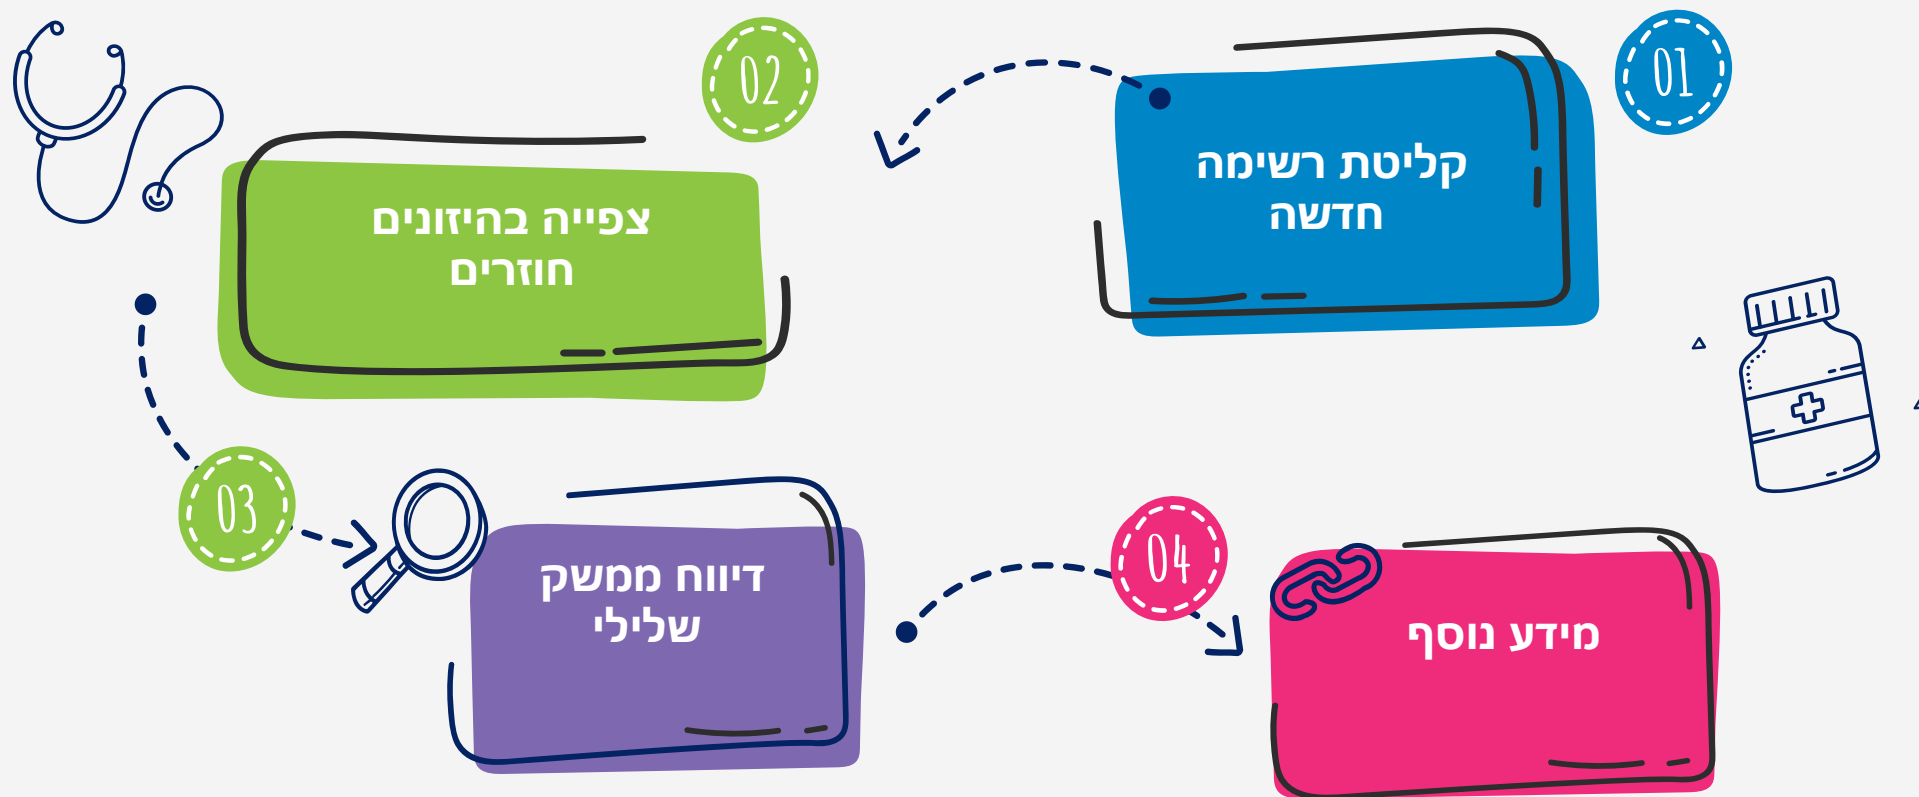 01
קליטת רשימה
חדשה
02
צפייה בהיזונים
חוזרים
03
דיווח ממשק
שלילי
04
מידע נוסף